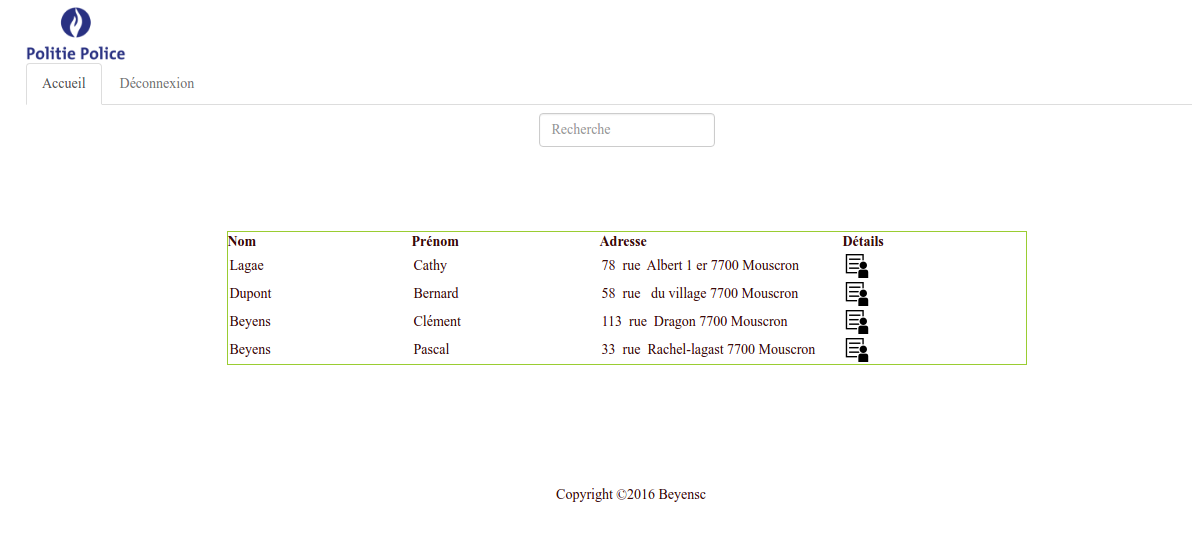 Politie Police
Accueil Déconnexion
Recherche
Nom Prénom Adresse Détails
Lagae Cathy 78 rue Albert 1 er 7700 Mouscron
Dupont Bernard 58 rue du village 7700 Mouscron
Beyens Clément 113 rue Dragon 7700 Mouscron
Beyens Pascal 33 rue Rachel-lagast 7700 Mouscron
Copyright ©2016 Beyensc